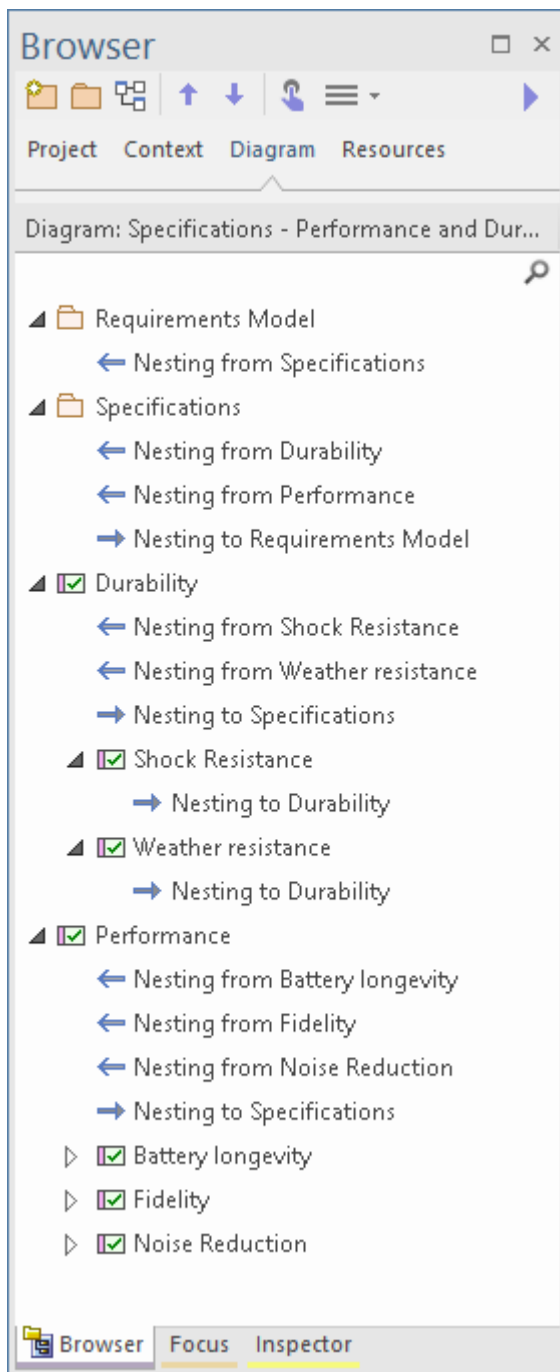 Browser
Project Context Diagram Resources
Diagram: Specifications - Performance and Dur...
Requirements Model
Nesting from Specifications
Specifications
Nesting from Durability
Nesting from Performance
Nesting to Requirements Model
Durability
Nesting from Shock Resistance
Nesting from Weather resistance
Nesting to Specifications
Shock Resistance
Nesting to Durability
Weather resistance
Nesting to Durability
Performance
Nesting from Battery longevity
Nesting from Fidelity
Nesting from Noise Reduction
Nesting to Specifications
Battery longevity
Fidelity
Noise Reduction
Browser Focus Inspector